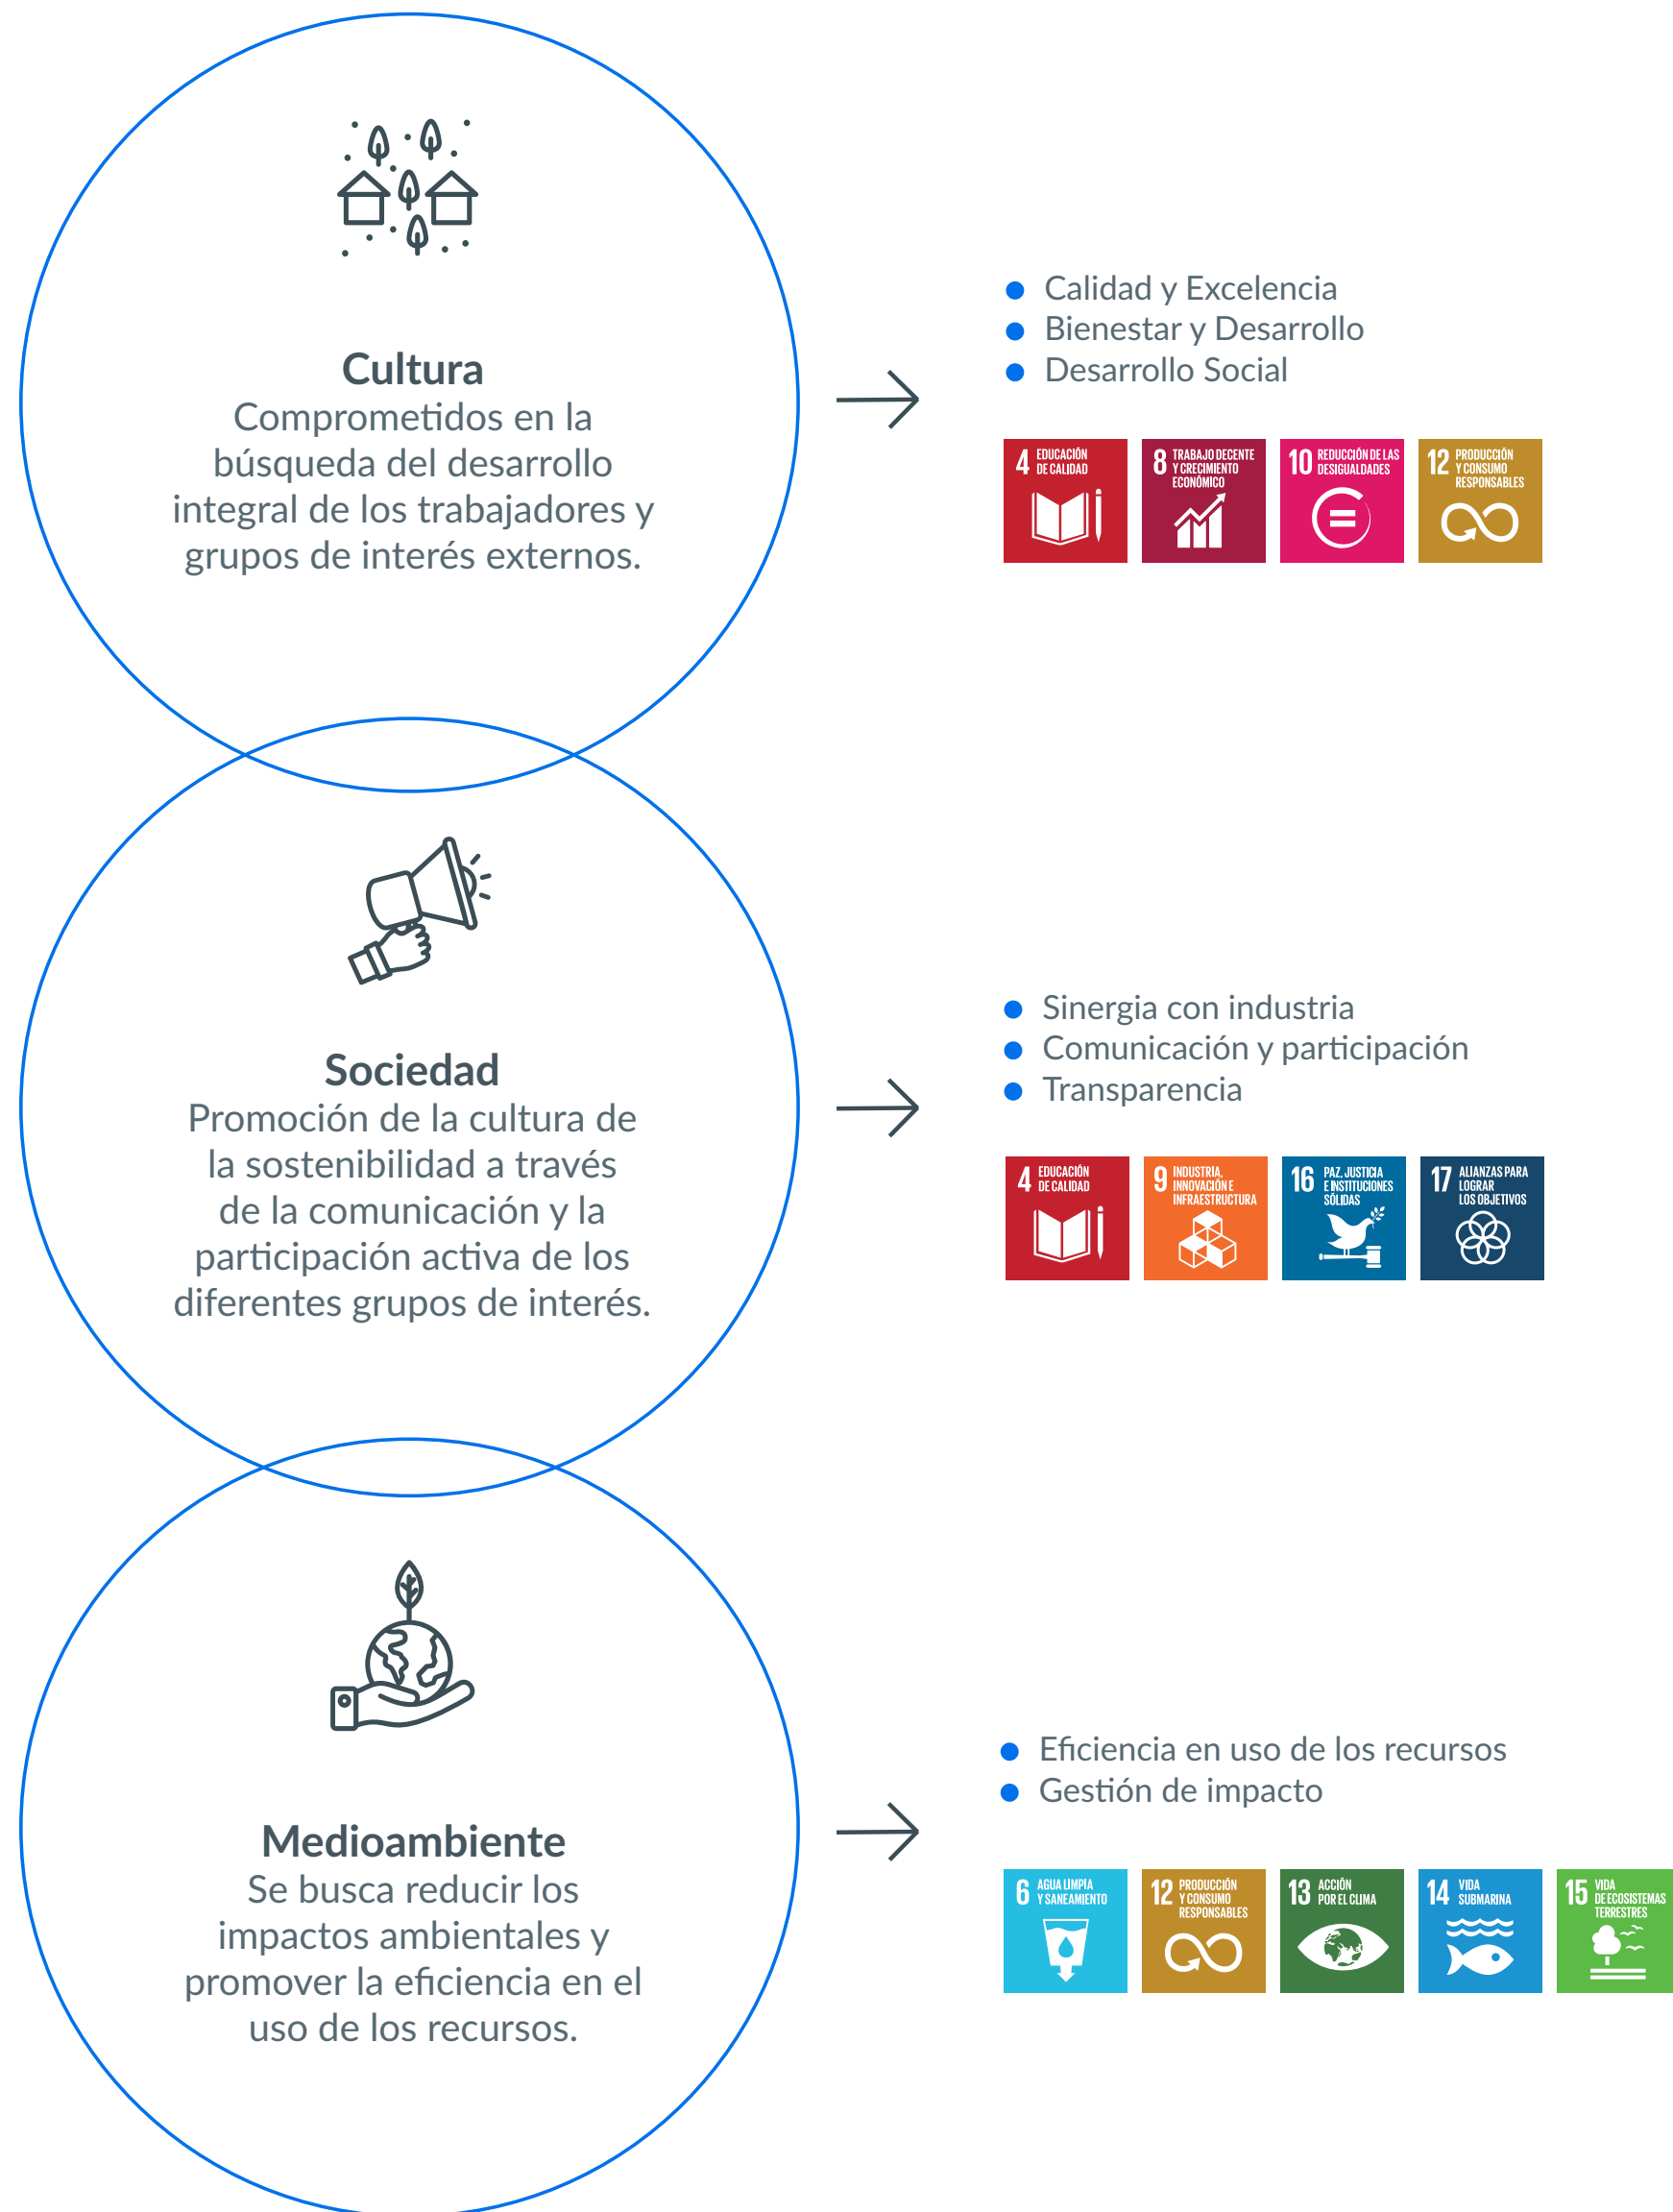 Cultura
Comprometidos en la
búsqueda del desarrollo
integral de los trabajadores y
grupos de interés externos.
Calidad y Excelencia
Bienestar y Desarrollo
Desarrollo Social
4 EDUCACIÓN
DE CALIDAD
8 TRABAJO DECENTE
Y CRECIMIENTO
ECONÓMICO
10 REDUCCIÓN DE LAS
DESIGUALDADES
12 PRODUCCIÓN
Y CONSUMO
RESPONSABLES
Sociedad
Promoción de la cultura de
la sostenibilidad a través
de la comunicación y la
participación activa de los
diferentes grupos de interés.
Sinergia con industria
Comunicación y participación
Transparencia
4 EDUCACIÓN
DE CALIDAD
9 INDUSTRIA,
INNOVACIÓN E
INFRAESTRUCTURA
16 PAZ, JUSTICIA
E INSTITUCIONES
SÓLIDAS
17 ALIANZAS PARA
LOGRAR
LOS OBJETIVOS
Medioambiente
Se busca reducir los
impactos ambientales y
promover la eficiencia en el
uso de los recursos.
Eficiencia en uso de los recursos
Gestión de impacto
6 AGUA LIMPIA
Y SANEAMIENTO
12 PRODUCCIÓN
Y CONSUMO
RESPONSABLES
13 ACCIÓN
POR EL CLIMA
14 VIDA
SUBMARINA
15 VIDA
DE ECOSISTEMAS
TERRESTRES